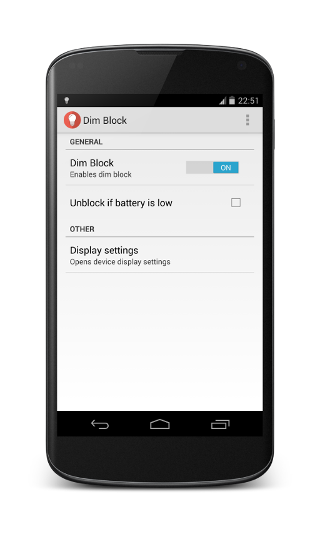 22:51
Dim Block
GENERAL
Dim Block
ON
Enables dim block
Unblock if battery is low
OTHER
Display settings
Opens device display settings